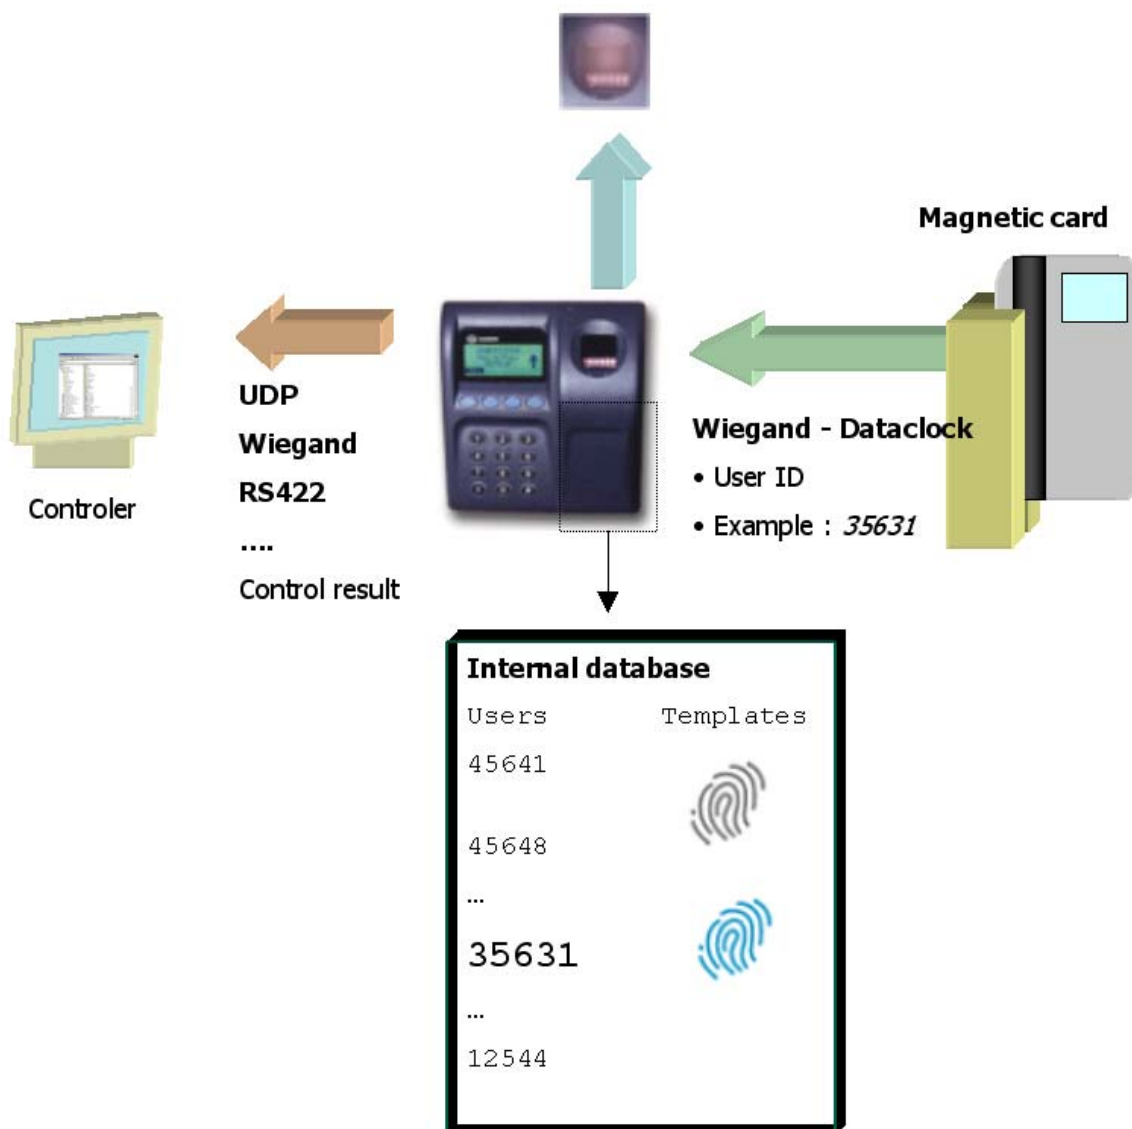 Magnetic card
UDP
Wiegand
RS422
....
Control result
Controler
Wiegand - Dataclock
• User ID
• Example : 35631
Internal database
Users Templates
45641
45648
...
35631
...
12544